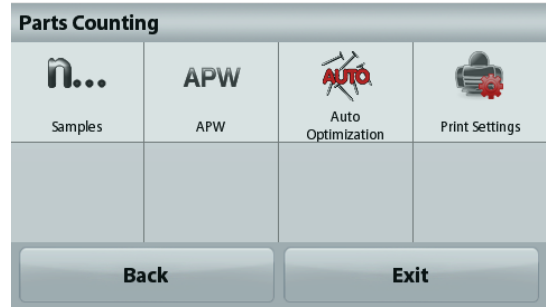 Parts Counting
n...
APW
AUTO
Samples
APW
Auto
Optimization
Print Settings
Back
Exit